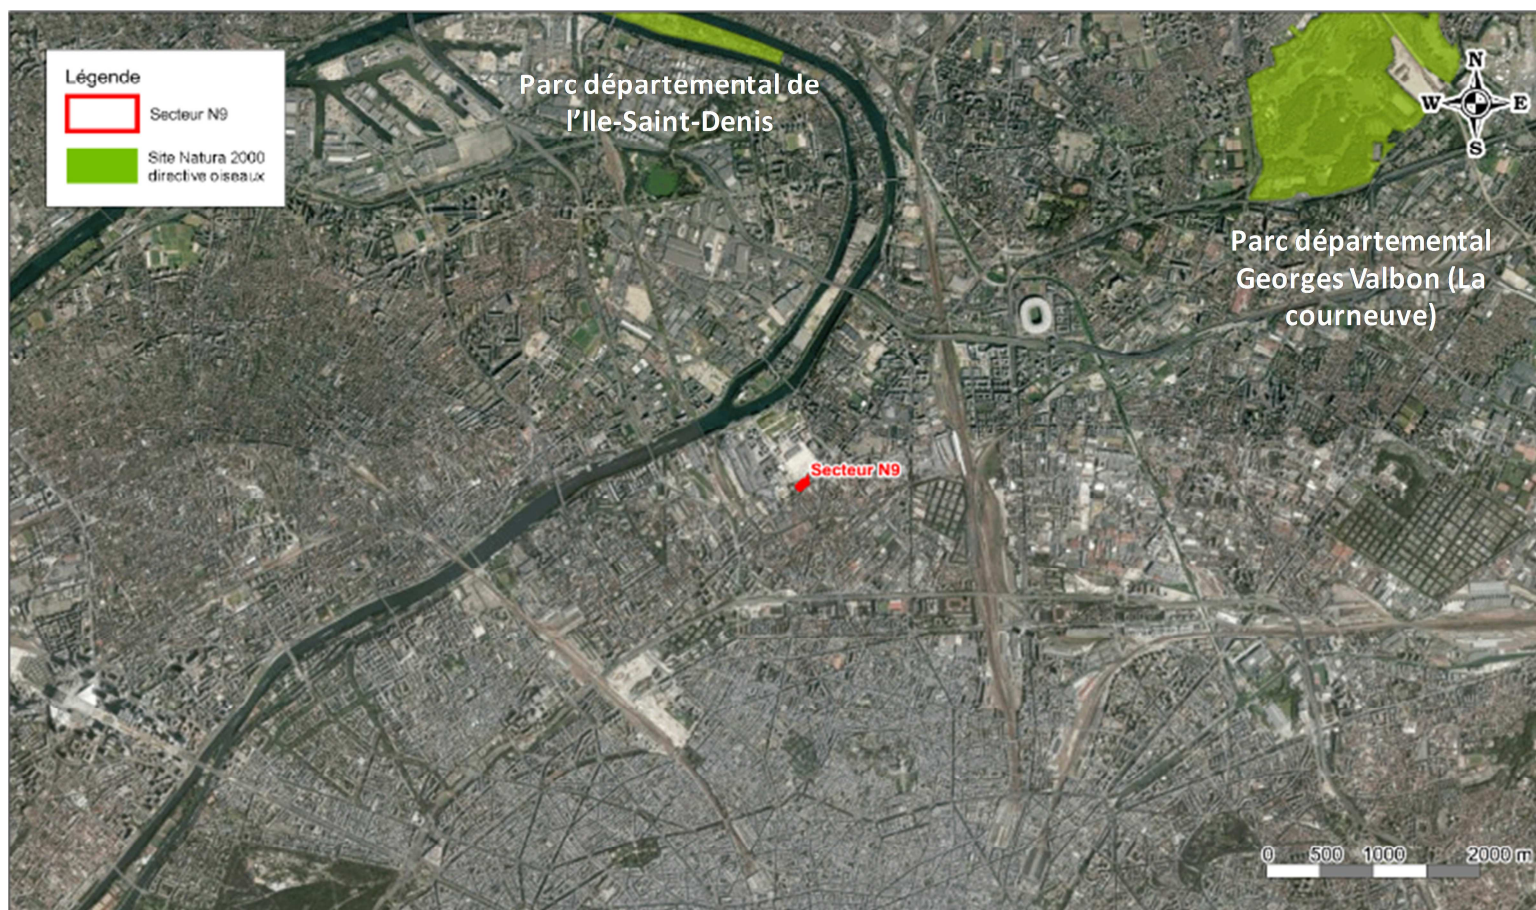 Légende
Secteur N9
Site Natura 2000
directive oiseaux
Parc départemental de
l’Ile-Saint-Denis
N
W E
S
Parc départemental
Georges Valbon (La
courneuve)
Secteur N9
0 500 1000 2000 m